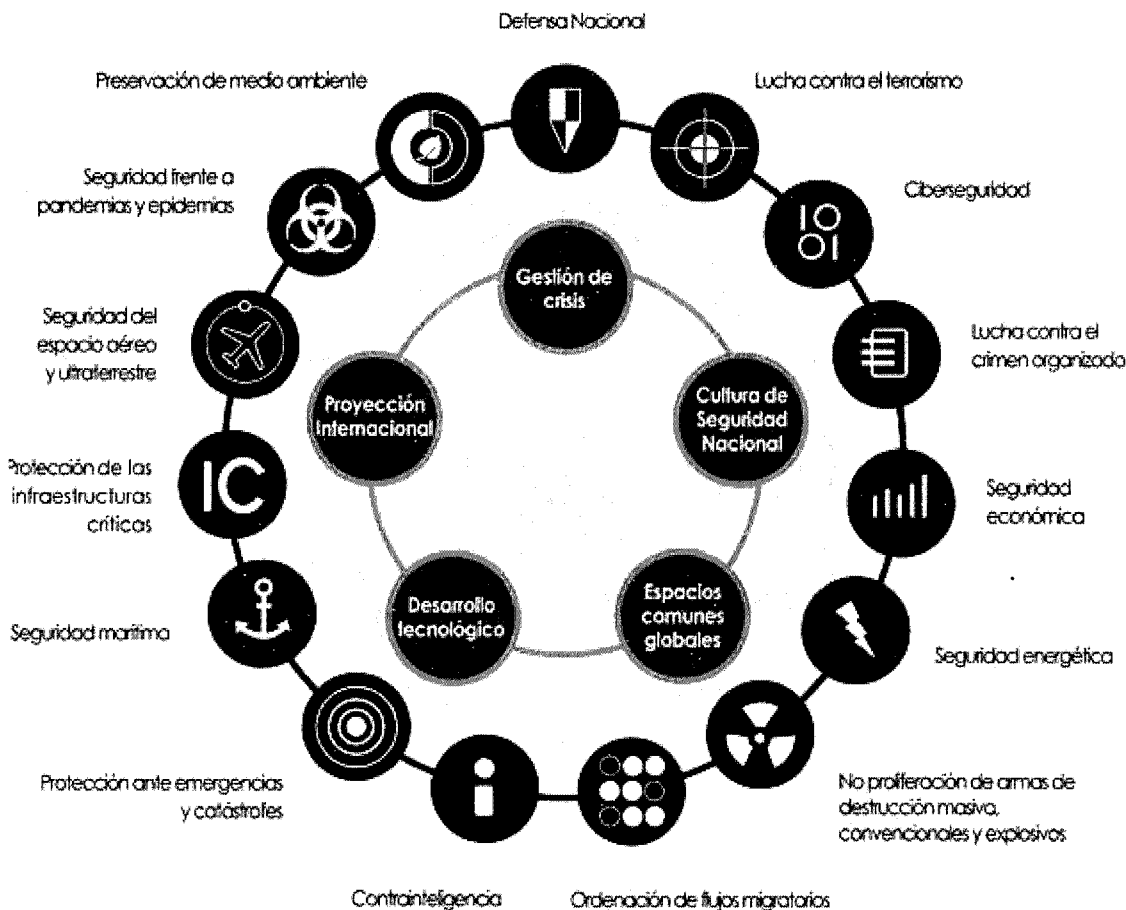 Defensa Nacional
Preservación de medio ambiente
Lucha contra el terrorismo
Seguridad frente a
pandemias y epidemias
Ciberseguridad
IO
OI
Gestión de
crisis
Seguridad del
espacio aéreo
y ultraterrestre
Lucha contra el
crimen organizado
Proyección
Internacional
Cultura de
Seguridad
Nacional
Protección de las
infraestructuras
críticas
IC
Seguridad
económica
Desarrollo
tecnológico
Espacios
comunes
globales
Seguridad marítima
Seguridad energética
Protección ante emergencias
y catástrofes
i
No proliferación de armas de
destrucción masiva,
convencionales y explosivos
Contrainteligencia
Ordenación de flujos migratorios